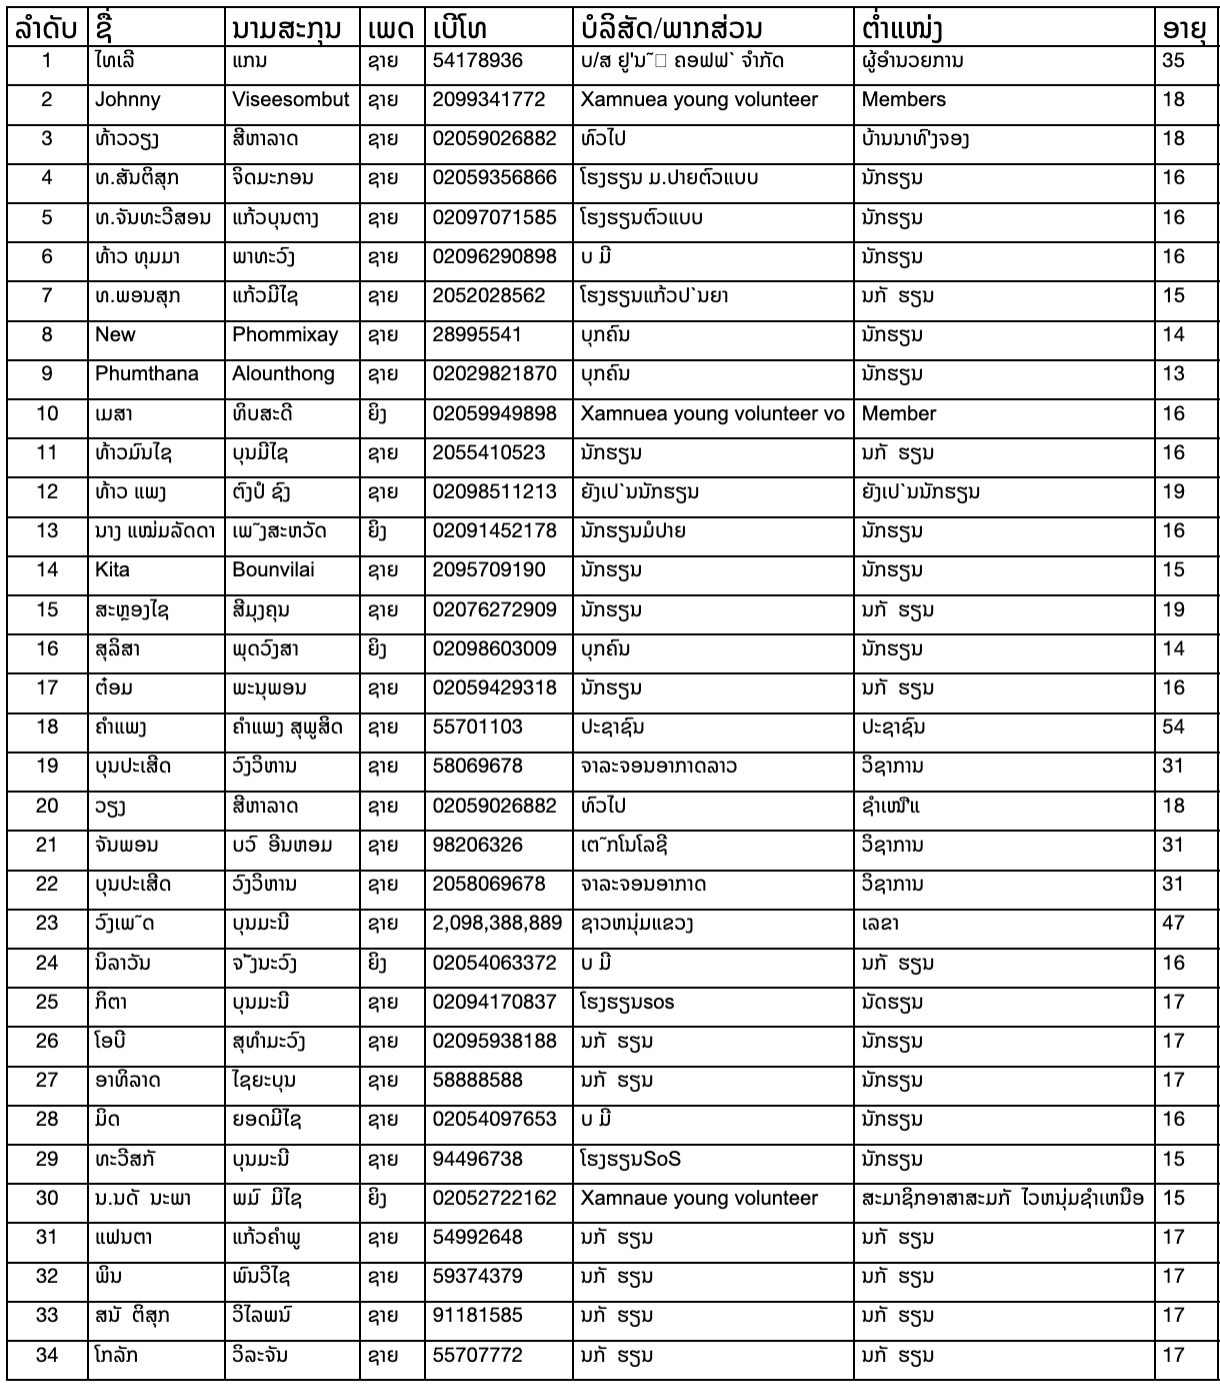 ລຳດັບ ຊື່ ນາມສະກຸນ ເພດ ເບີໂທ ບໍລິສັດ/ພາກສ່ວນ ຕຳແໜ່ງ ອາຍຸ
1 ໄທເລີ ແກນ ຊາຍ 54178936 ບ/ສ ຢູ'ນ˜□ ຄອຟຟ` ຈຳກັດ ຜູ້ອຳນວຍການ 35
2 Johnny Viseesombut ຊາຍ 2099341772 Xamnuea young volunteer Members 18
3 ທ້າວວຽງ ສີຫາລາດ ຊາຍ 02059026882 ທົ່ວໄປ ບ້ານນາທົ່ງຈອງ 18
4 ທ.ສັນຕິສຸກ ຈິດມະກອນ ຊາຍ 02059356866 ໂຮງຮຽນ ມ.ປາຍຕົວແບບ ນັກຮຽນ 16
5 ທ.ຈັນທະວີສອນ ແກ້ວບຸນຕາງ ຊາຍ 02097071585 ໂຮງຮຽນຕົວແບບ ນັກຮຽນ 16
6 ທ້າວ ທຸມມາ ພາທະວົງ ຊາຍ 02096290898 ບ ມີ ນັກຮຽນ 16
7 ທ.ພອນສຸກ ແກ້ວມີໄຊ ຊາຍ 2052028562 ໂຮງຮຽນແກ້ວປ`ນຍາ ນກັ ຮຽນ 15
8 New Phommixay ຊາຍ 28995541 ບຸກຄົນ ນັກຮຽນ 14
9 Phumthana Alounthong ຊາຍ 02029821870 ບຸກຄົນ ນັກຮຽນ 13
10 ເມສາ ທິບສະດີ ຍິງ 02059949898 Xamnuea young volunteer vo Member 16
11 ທ້າວມົນໄຊ ບຸນມີໄຊ ຊາຍ 2055410523 ນັກຮຽນ ນກັ ຮຽນ 16
12 ທ້າວ ແພງ ຕົງປໍ ຊົງ ຊາຍ 02098511213 ຍັງເປ`ນນັກຮຽນ ຍັງເປ`ນນັກຮຽນ 19
13 ນາງ ແໝ່ມລັດດາ ເພ˜ງສະຫວັດ ຍິງ 02091452178 ນັກຮຽນມໍປາຍ ນັກຮຽນ 16
14 Kita Bounvilai ຊາຍ 2095709190 ນັກຮຽນ ນັກຮຽນ 15
15 ສະຫຼອງໄຊ ສີມຸງຄຸນ ຊາຍ 02076272909 ນັກຮຽນ ນກັ ຮຽນ 19
16 ສຸລິສາ ພຸດວົງສາ ຍິງ 02098603009 ບຸກຄົນ ນັກຮຽນ 14
17 ຕ໋ອມ ພະນຸພອນ ຊາຍ 02059429318 ນັກຮຽນ ນກັ ຮຽນ 16
18 ຄຳແພງ ຄຳແພງ ສຸພູສິດ ຊາຍ 55701103 ປະຊາຊົນ ປະຊາຊົນ 54
19 ບຸນປະເສີດ ວົງວິຫານ ຊາຍ 58069678 ຈາລະຈອນອາກາດລາວ ວິຊາການ 31
20 ວຽງ ສີຫາລາດ ຊາຍ 02059026882 ທົ່ວໄປ ຊຳເໜືແ 18
21 ຈັນພອນ ບວົ ອິນຫອມ ຊາຍ 98206326 ເຕ˜ກໂນໂລຊີ ວິຊາການ 31
22 ບຸນປະເສີດ ວົງວິຫານ ຊາຍ 2058069678 ຈາລະຈອນອາກາດ ວິຊາການ 31
23 ວົງເພ˜ດ ບຸນມະນີ ຊາຍ 2,098,388,889 ຊາວຫນຸ່ມແຂວງ ເລຂາ 47
24 ນິລາວັນ ຈ˜ັງນະວົງ ຍິງ 02054063372 ບ ມີ ນກັ ຮຽນ 16
25 ກິຕາ ບຸນມະນີ ຊາຍ 02094170837 ໂຮງຮຽນsos ນັດຮຽນ 17
26 ໂອບີ ສຸທຳມະວົງ ຊາຍ 02095938188 ນກັ ຮຽນ ນັກຮຽນ 17
27 ອາທິລາດ ໄຊຍະບຸນ ຊາຍ 58888588 ນກັ ຮຽນ ນັກຮຽນ 17
28 ມິດ ຍອດມີໄຊ ຊາຍ 02054097653 ບ ມີ ນັກຮຽນ 16
29 ທະວີສກັ ບຸນມະນີ ຊາຍ 94496738 ໂຮງຮຽນSoS ນັກຮຽນ 15
30 ນ.ນດັ ນະພາ ພມົ ມີໄຊ ຍິງ 02052722162 Xamnaue young volunteer ສະມາຊິກອາສາສະມກັ ໄວຫນຸ່ມຊຳເຫນືອ 15
31 ແຟນຕາ ແກ້ວຄຳພູ ຊາຍ 54992648 ນກັ ຮຽນ ນກັ ຮຽນ 17
32 ພິນ ພົນວິໄຊ ຊາຍ 59374379 ນກັ ຮຽນ ນກັ ຮຽນ 17
33 ສນັ ຕິສຸກ ວິໄລພນົ ຊາຍ 91181585 ນກັ ຮຽນ ນກັ ຮຽນ 17
34 ໂກລັກ ວິລະຈັນ ຊາຍ 55707772 ນກັ ຮຽນ ນກັ ຮຽນ 17